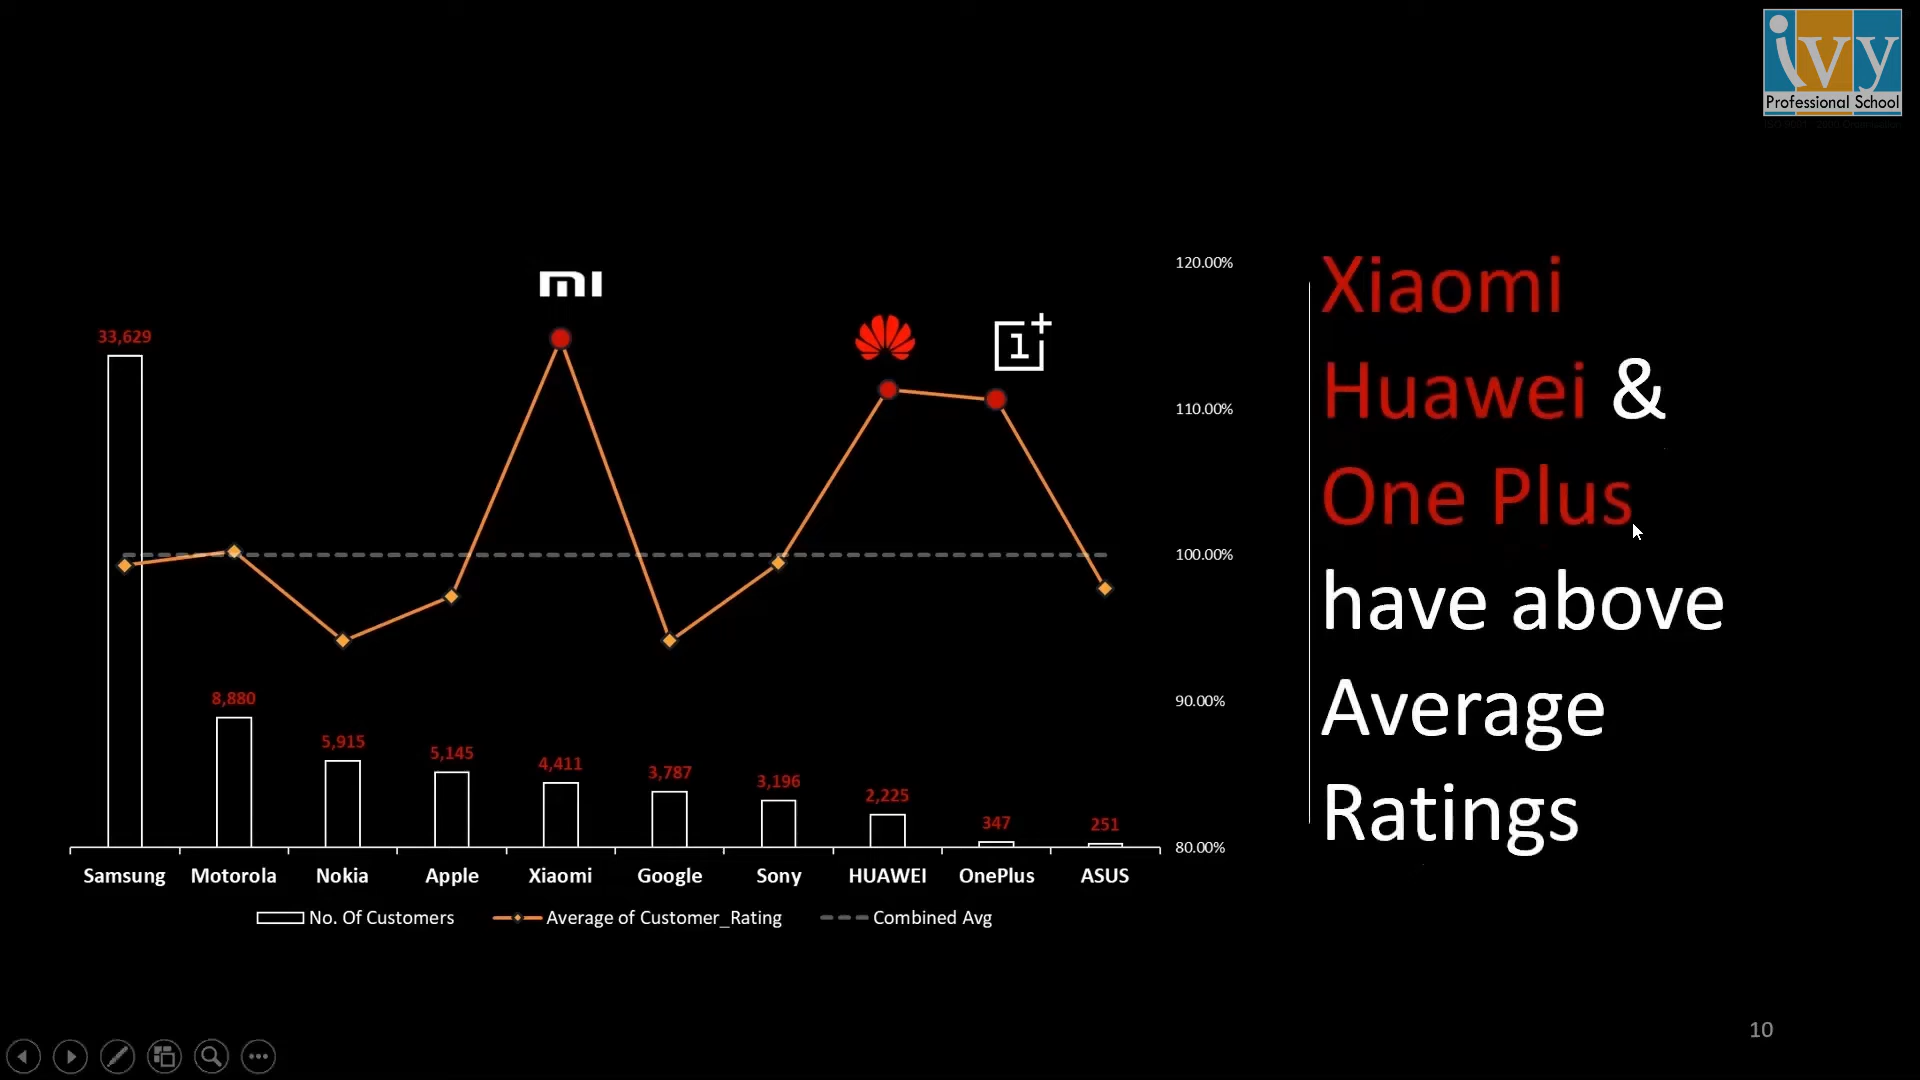 ivy
Professional School
mi
1+
120.00%
110.00%
100.00%
90.00%
80.00%
33,629
8,880
5,915
5,145
4,411
3,787
3,196
2,225
347
251
Samsung Motorola Nokia Apple Xiaomi Google Sony HUAWEI OnePlus ASUS
No. Of Customers Average of Customer_Rating Combined Avg
Xiaomi
Huawei &
One Plus
have above
Average
Ratings
10